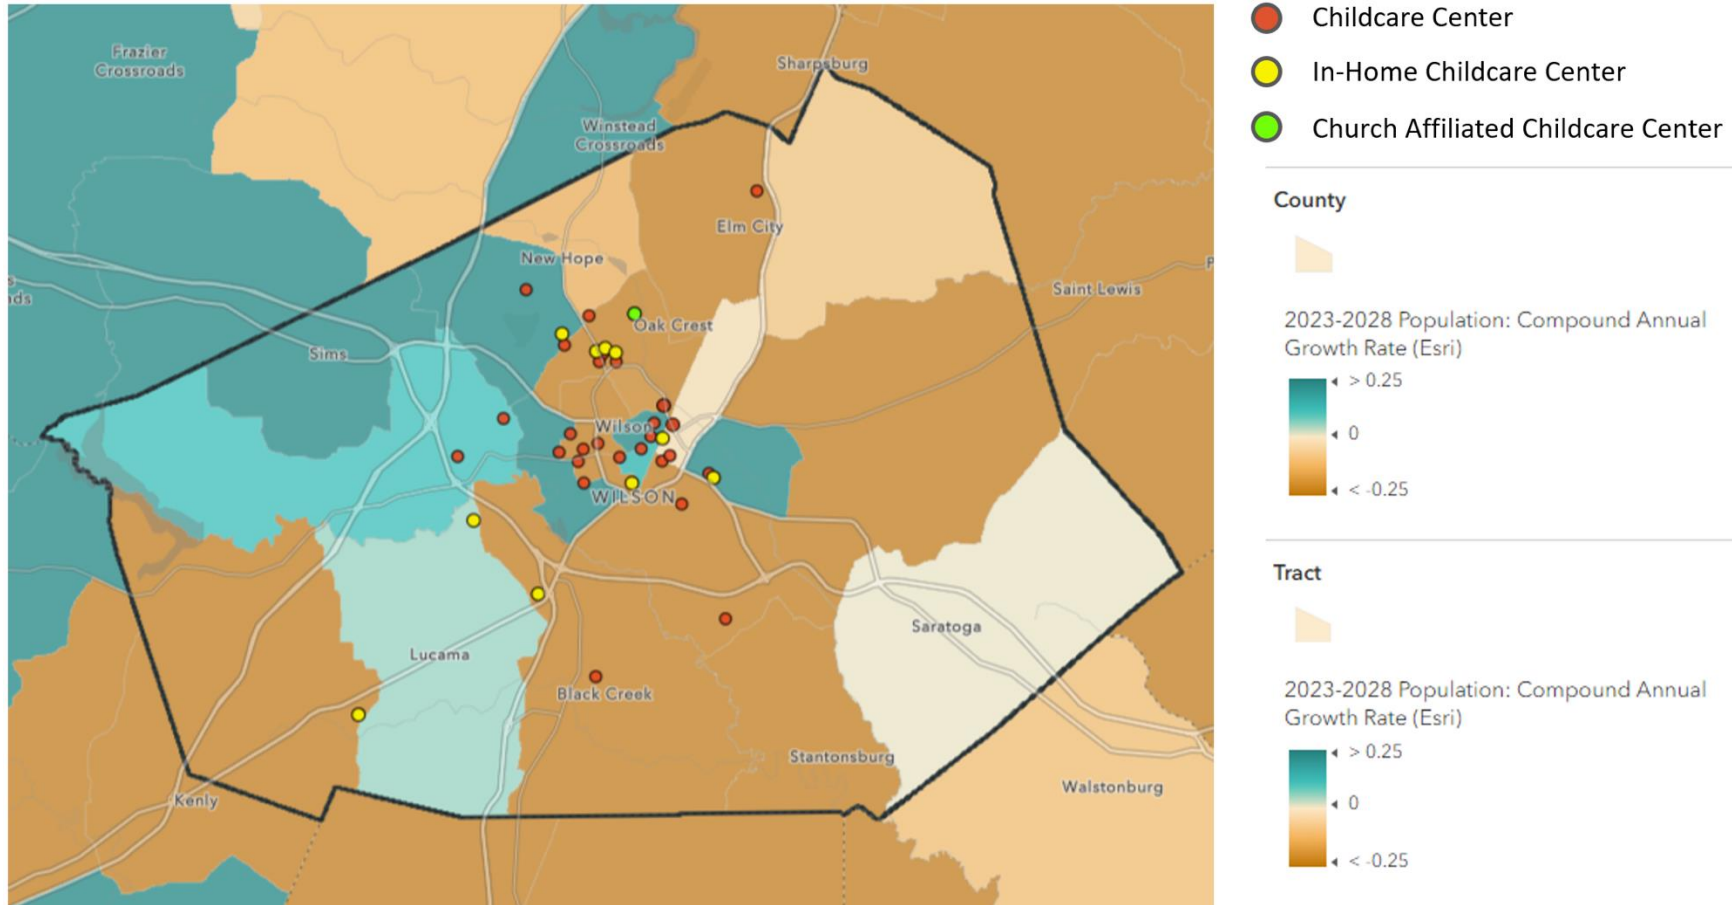 Frazier
Crossroads
Sharpsburg
Winstead
Crossroads
Elm City
New Hope
Saint Lewis
Oak Crest
Sims
Wilson
WILSON
Saratoga
Lucama
Black Creek
Stantonsburg
Walstonburg
Kenly
Childcare Center
In-Home Childcare Center
Church Affiliated Childcare Center
County
2023-2028 Population: Compound Annual
Growth Rate (Esri)
> 0.25
0
< -0.25
Tract
2023-2028 Population: Compound Annual
Growth Rate (Esri)
> 0.25
0
< -0.25